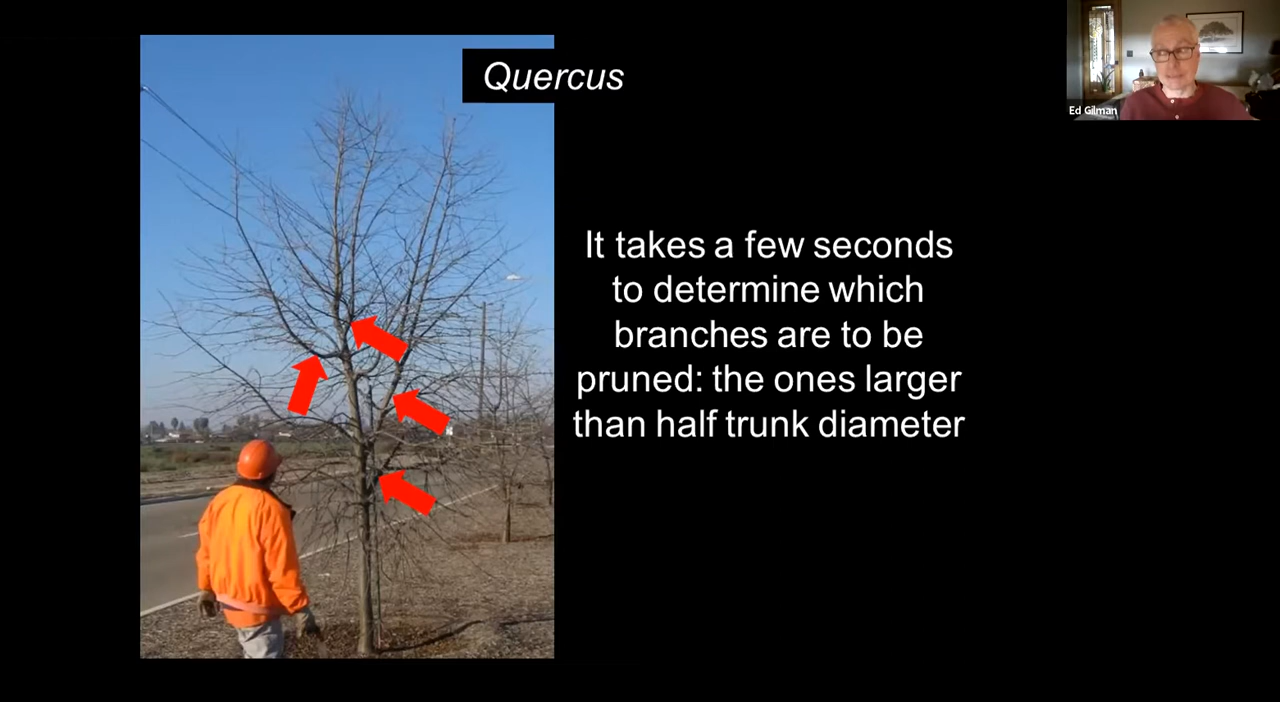 Quercus
Ed Gilman
It takes a few seconds
to determine which
branches are to be
pruned: the ones larger
than half trunk diameter